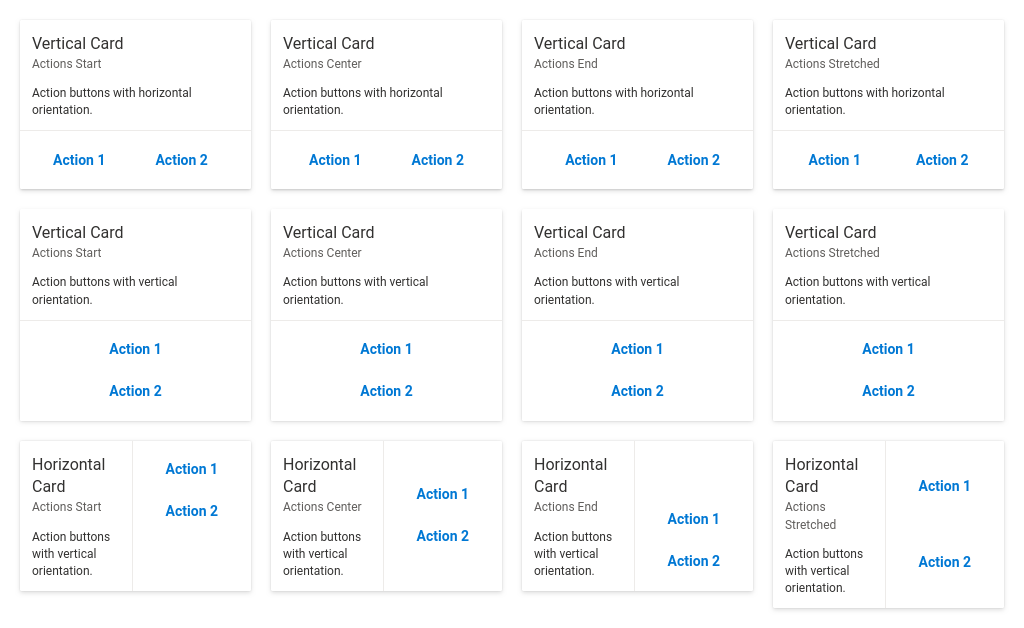 Vertical Card
Actions Start
Action buttons with horizontal
orientation.
Action 1 Action 2
Vertical Card
Actions Center
Action buttons with horizontal
orientation.
Action 1 Action 2
Vertical Card
Actions End
Action buttons with horizontal
orientation.
Action 1 Action 2
Vertical Card
Actions Stretched
Action buttons with horizontal
orientation.
Action 1 Action 2
Vertical Card
Actions Start
Action buttons with vertical
orientation.
Action 1
Action 2
Vertical Card
Actions Center
Action buttons with vertical
orientation.
Action 1
Action 2
Vertical Card
Actions End
Action buttons with vertical
orientation.
Action 1
Action 2
Vertical Card
Actions Stretched
Action buttons with vertical
orientation.
Action 1
Action 2
Horizontal
Card
Actions Start
Action buttons
with vertical
orientation.
Action 1
Action 2
Horizontal
Card
Actions Center
Action buttons
with vertical
orientation.
Action 1
Action 2
Horizontal
Card
Actions End
Action buttons
with vertical
orientation.
Action 1
Action 2
Horizontal
Card
Actions
Stretched
Action buttons
with vertical
orientation.
Action 1
Action 2